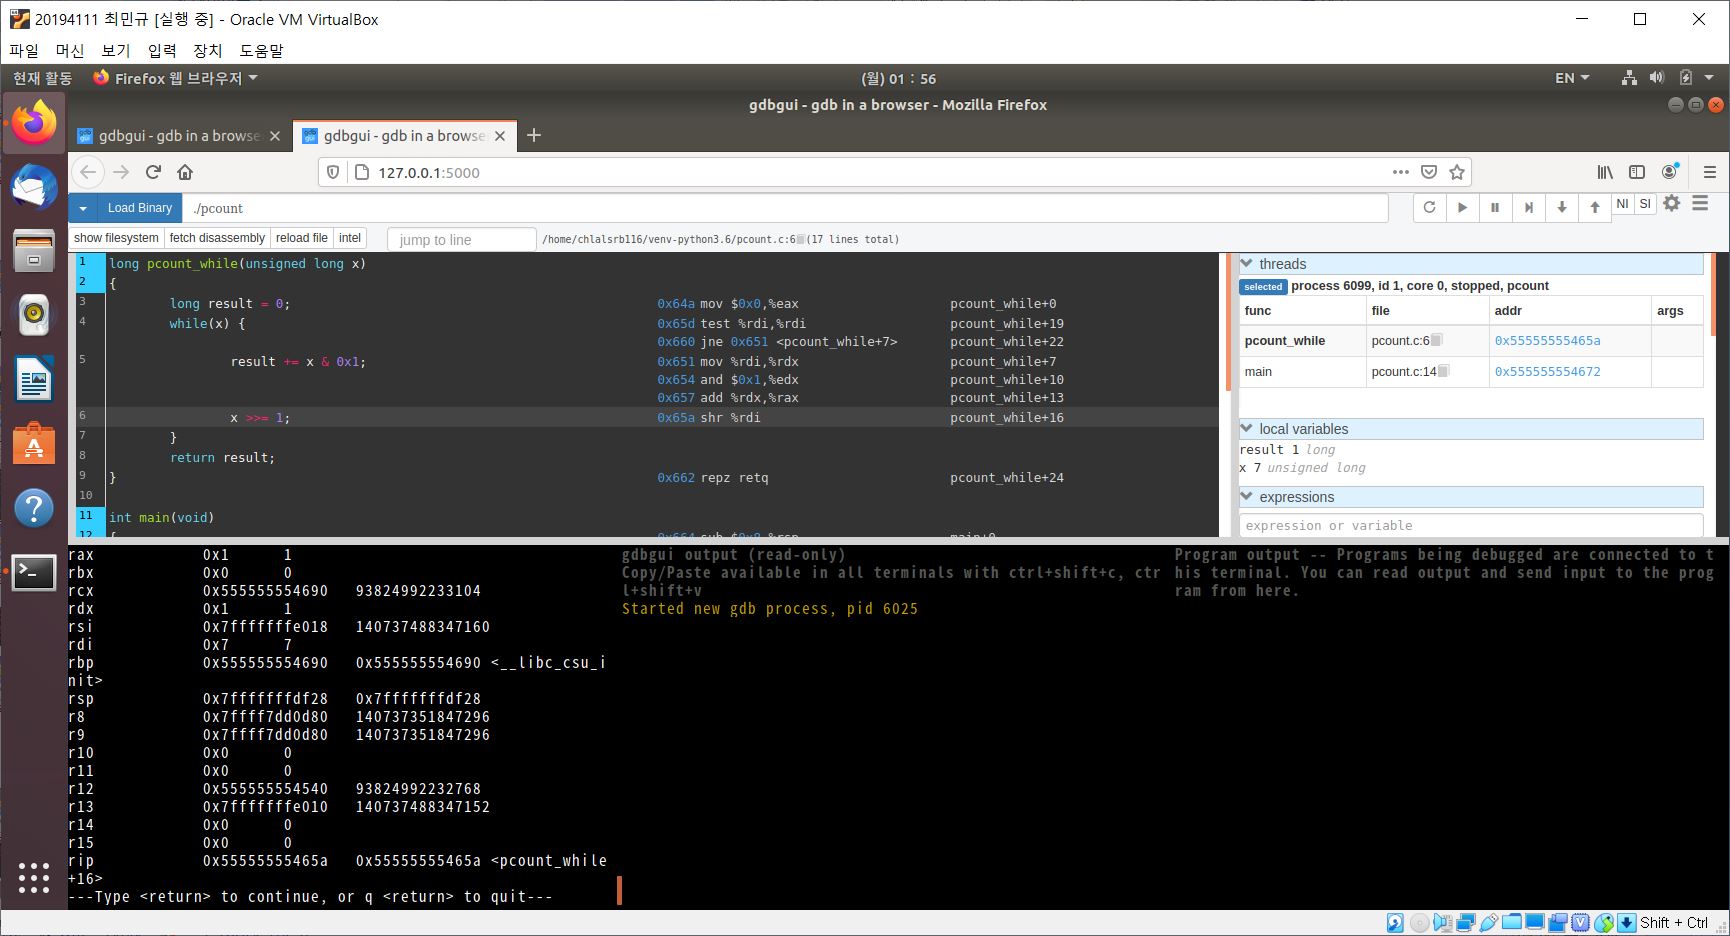 20194111 최민규 [실행 중] - Oracle VM VirtualBox
파일 머신 보기 입력 장치 도움말
현재 활동 Firefox 웹 브라우저 (월) 01 : 56 EN
gdbgui - gdb in a browser - Mozilla Firefox
gdbgui - gdb in a browse gdbgui - gdb in a browse
127.0.0.1:5000
Load Binary ./pcount NI SI
show filesystem fetch disassembly reload file intel jump to line /home/chlalsrb116/venv-python3.6/pcount.c:6 (17 lines total)
1 long pcount_while(unsigned long x)
2 {
3 long result = 0; 0x64a mov $0x0,%eax pcount_while+0
4 while(x) { 0x65d test %rdi,%rdi pcount_while+19
0x660 jne 0x651 <pcount_while+7> pcount_while+22
5 result += x & 0x1; 0x651 mov %rdi,%rdx pcount_while+7
0x654 and $0x1,%edx pcount_while+10
0x657 add %rdx,%rax pcount_while+13
6 x >>= 1; 0x65a shr %rdi pcount_while+16
7 }
8 return result;
9 } 0x662 repz retq pcount_while+24
10
11 int main(void)
12 { 0x664 sub $0x8,%rsp main+0
threads
selected process 6099, id 1, core 0, stopped, pcount
func file addr args
pcount_while pcount.c:6 0x55555555465a
main pcount.c:14 0x555555554672
local variables
result 1 long
x 7 unsigned long
expressions
expression or variable
rax 0x1 1
rbx 0x0 0
rcx 0x555555554690 93824992233104
rdx 0x1 1
rsi 0x7fffffffe018 140737488347160
rdi 0x7 7
rbp 0x555555554690 0x555555554690 <__libc_csu_i
nit>
rsp 0x7fffffffdf28 0x7fffffffdf28
r8 0x7ffff7dd0d80 140737351847296
r9 0x7ffff7dd0d80 140737351847296
r10 0x0 0
r11 0x0 0
r12 0x555555554540 93824992232768
r13 0x7fffffffe010 140737488347152
r14 0x0 0
r15 0x0 0
rip 0x55555555465a 0x55555555465a <pcount_while
+16>
---Type <return> to continue, or q <return> to quit---
gdbgui output (read-only)
Copy/Paste available in all terminals with ctrl+shift+c, ctr
l+shift+v
Started new gdb process, pid 6025
Program output -- Programs being debugged are connected to t
his terminal. You can read output and send input to the prog
ram from here.
Shift + Ctrl